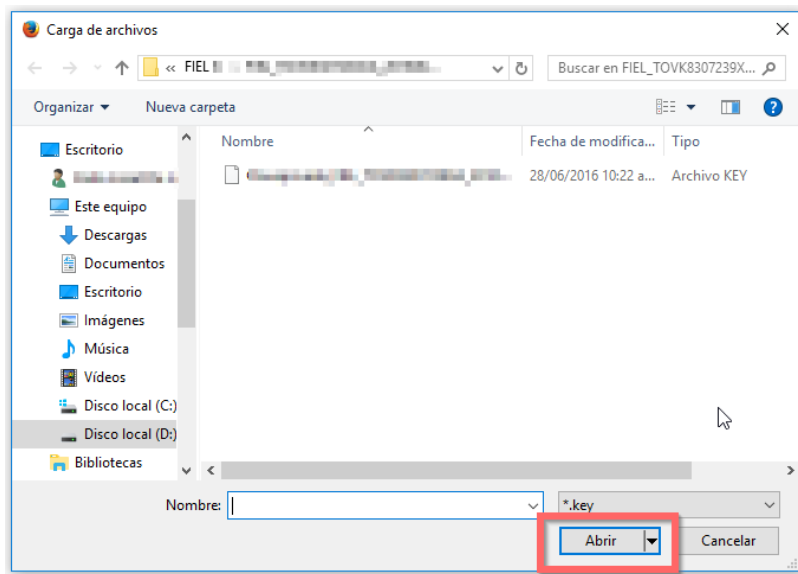 Carga de archivos
« FIEL
Buscar en FIEL_TOVK8307239X...
Organizar
Nueva carpeta
Nombre
Fecha de modifica...
Tipo
28/06/2016 10:22 a...
Archivo KEY
Escritorio
Este equipo
Descargas
Documentos
Escritorio
Imágenes
Música
Vídeos
Disco local (C:)
Disco local (D:)
Bibliotecas
Nombre:
*.key
Abrir
Cancelar